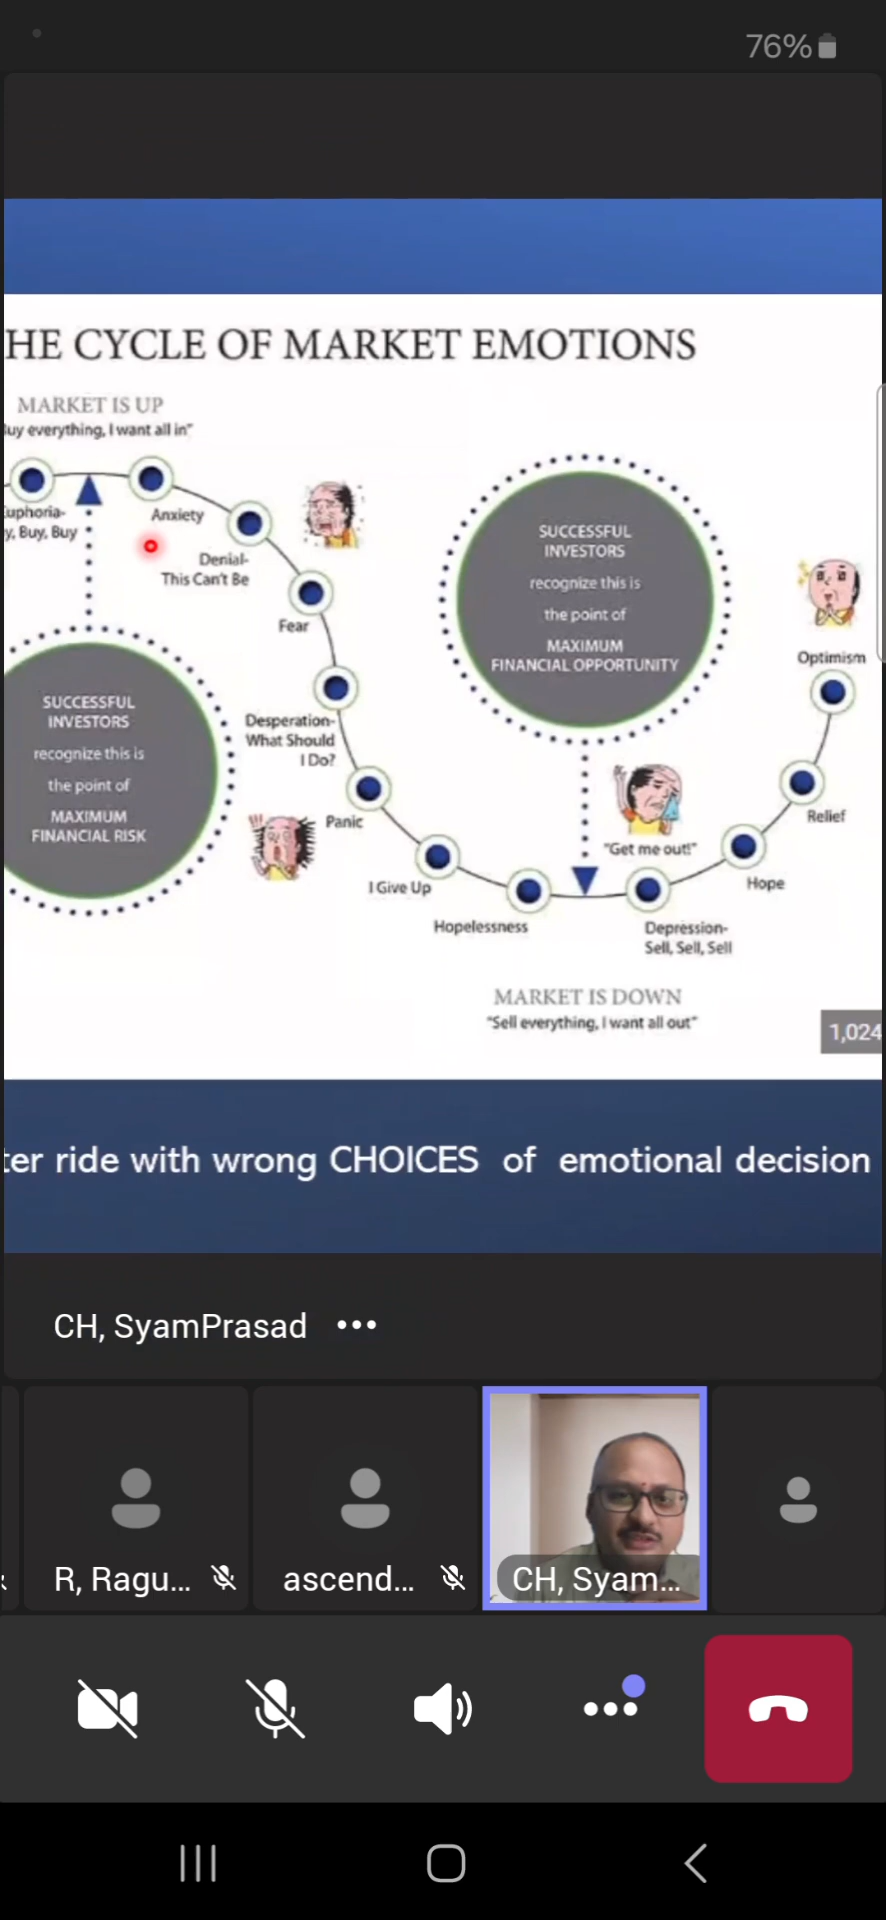 76%
HE CYCLE OF MARKET EMOTIONS
MARKET IS UP
uy everything, I want all in"
uphoria-
y, Buy, Buy
Anxiety
Denial-
This Can't Be
Fear
Desperation-
What Should
I Do?
Panic
I Give Up
Hopelessness
SUCCESSFUL
INVESTORS
recognize this is
the point of
MAXIMUM
FINANCIAL RISK
SUCCESSFUL
INVESTORS
recognize this is
the point of
MAXIMUM
FINANCIAL OPPORTUNITY
"Get me out!"
Depression-
Sell, Sell, Sell
Hope
Relief
Optimism
MARKET IS DOWN
"Sell everything, I want all out"
1,024
ter ride with wrong CHOICES of emotional decision
CH, SyamPrasad
R, Ragu...
ascend...
CH, Syam...